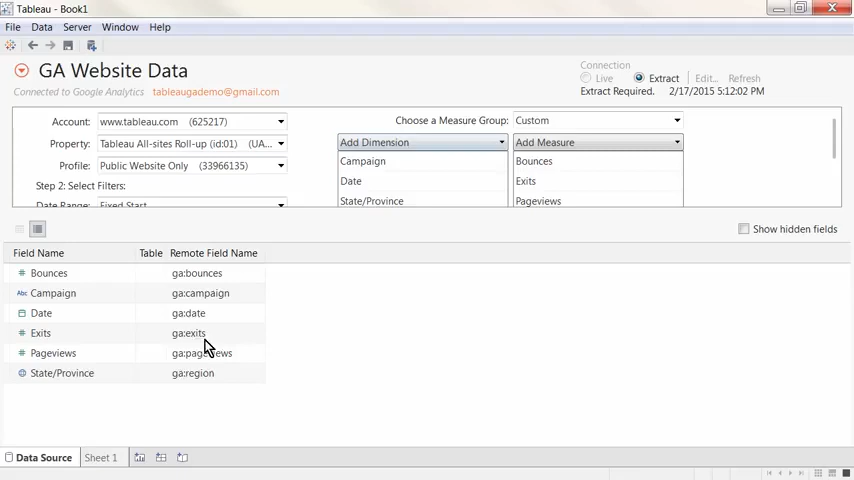 Tableau - Book1
File Data Server Window Help
GA Website Data
Connected to Google Analytics tableaugademo@gmail.com
Connection
Live Extract Edit... Refresh
Extract Required. 2/17/2015 5:12:02 PM
Account: www.tableau.com (625217)
Property: Tableau All-sites Roll-up (id:01) (UA...
Profile: Public Website Only (33966135)
Step 2: Select Filters:
Date Range: Fixed Start
Choose a Measure Group: Custom
Add Dimension Add Measure
Campaign Bounces
Date Exits
State/Province Pageviews
Show hidden fields
Field Name Table Remote Field Name
# Bounces ga:bounces
Abc Campaign ga:campaign
Date ga:date
# Exits ga:exits
# Pageviews ga:pageviews
State/Province ga:region
Data Source Sheet 1